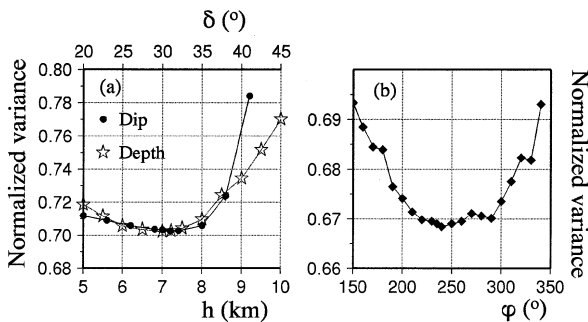 δ (°)
20 25 30 35 40 45
Normalized variance
0.80
0.78
0.76
0.74
0.72
0.70
0.68
(a)
Dip
Depth
5 6 7 8 9 10
h (km)
(b)
0.69
0.68
0.67
0.66
150 200 250 300 350
φ (°)
Normalized variance